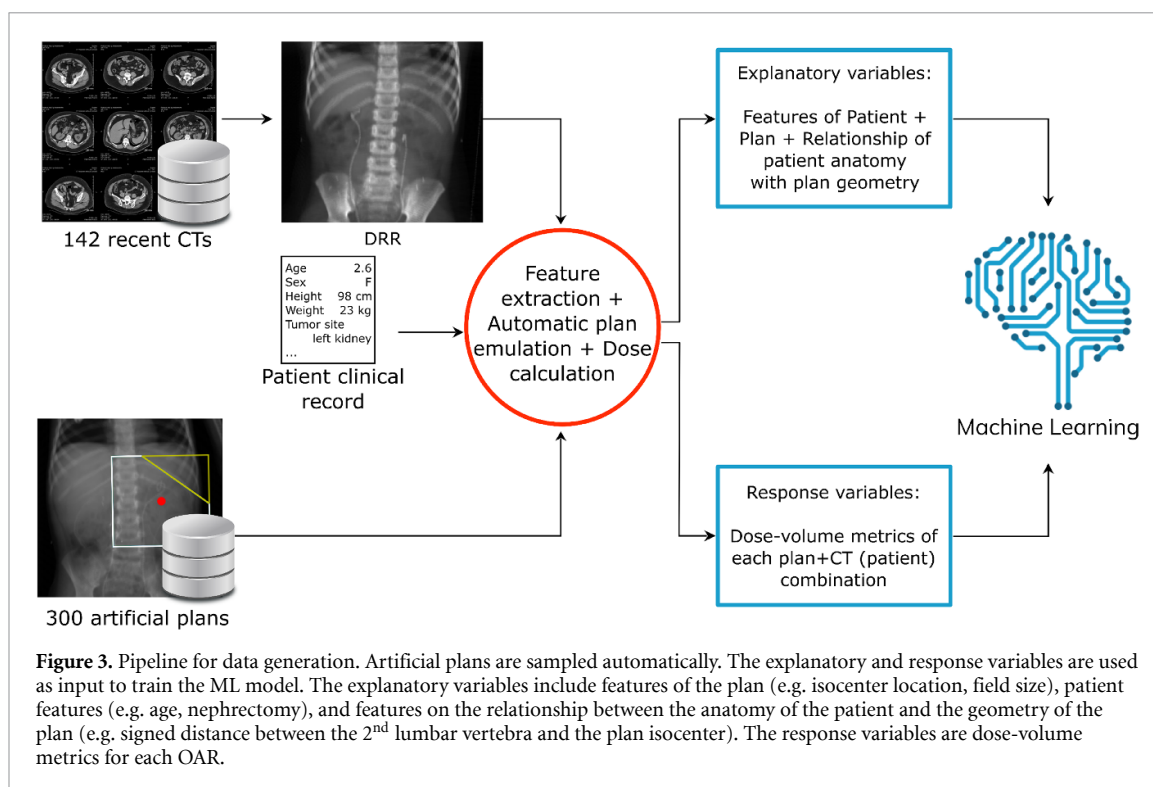 142 recent CTs
DRR
Age 2.6
Sex F
Height 98 cm
Weight 23 kg
Tumor site
left kidney
...
Patient clinical
record
300 artificial plans
Feature
extraction +
Automatic plan
emulation + Dose
calculation
Explanatory variables:
Features of Patient +
Plan + Relationship of
patient anatomy
with plan geometry
Response variables:
Dose-volume metrics of
each plan+CT (patient)
combination
Machine Learning
Figure 3. Pipeline for data generation. Artificial plans are sampled automatically. The explanatory and response variables are used
as input to train the ML model. The explanatory variables include features of the plan (e.g. isocenter location, field size), patient
features (e.g. age, nephrectomy), and features on the relationship between the anatomy of the patient and the geometry of the
plan (e.g. signed distance between the 2nd lumbar vertebra and the plan isocenter). The response variables are dose-volume
metrics for each OAR.